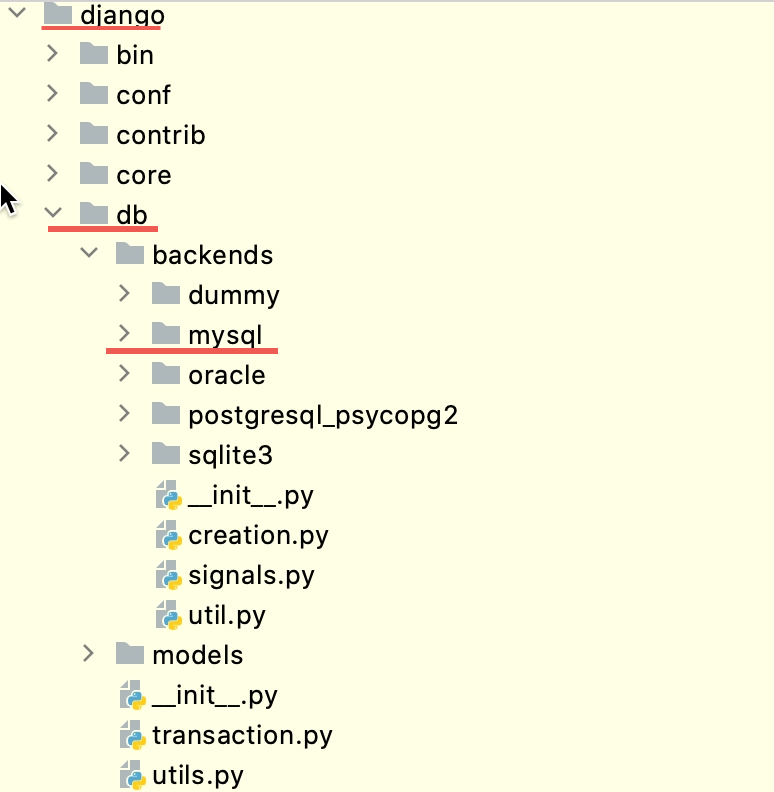 django
bin
conf
contrib
core
db
backends
dummy
mysql
oracle
postgresql_psycopg2
sqlite3
__init__.py
creation.py
signals.py
util.py
models
__init__.py
transaction.py
utils.py